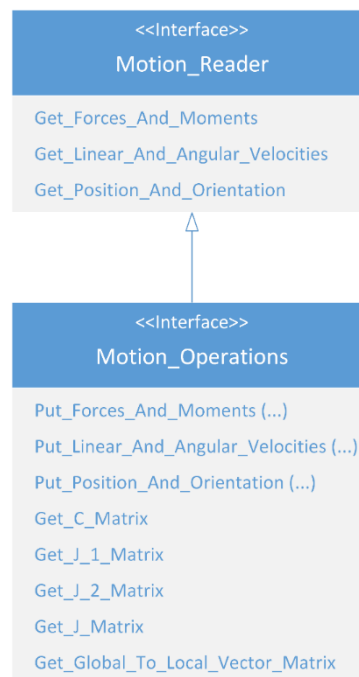 <<Interface>>
Motion_Reader
Get_Forces_And_Moments
Get_Linear_And_Angular_Velocities
Get_Position_And_Orientation
<<Interface>>
Motion_Operations
Put_Forces_And_Moments (...)
Put_Linear_And_Angular_Velocities (...)
Put_Position_And_Orientation (...)
Get_C_Matrix
Get_J_1_Matrix
Get_J_2_Matrix
Get_J_Matrix
Get_Global_To_Local_Vector_Matrix